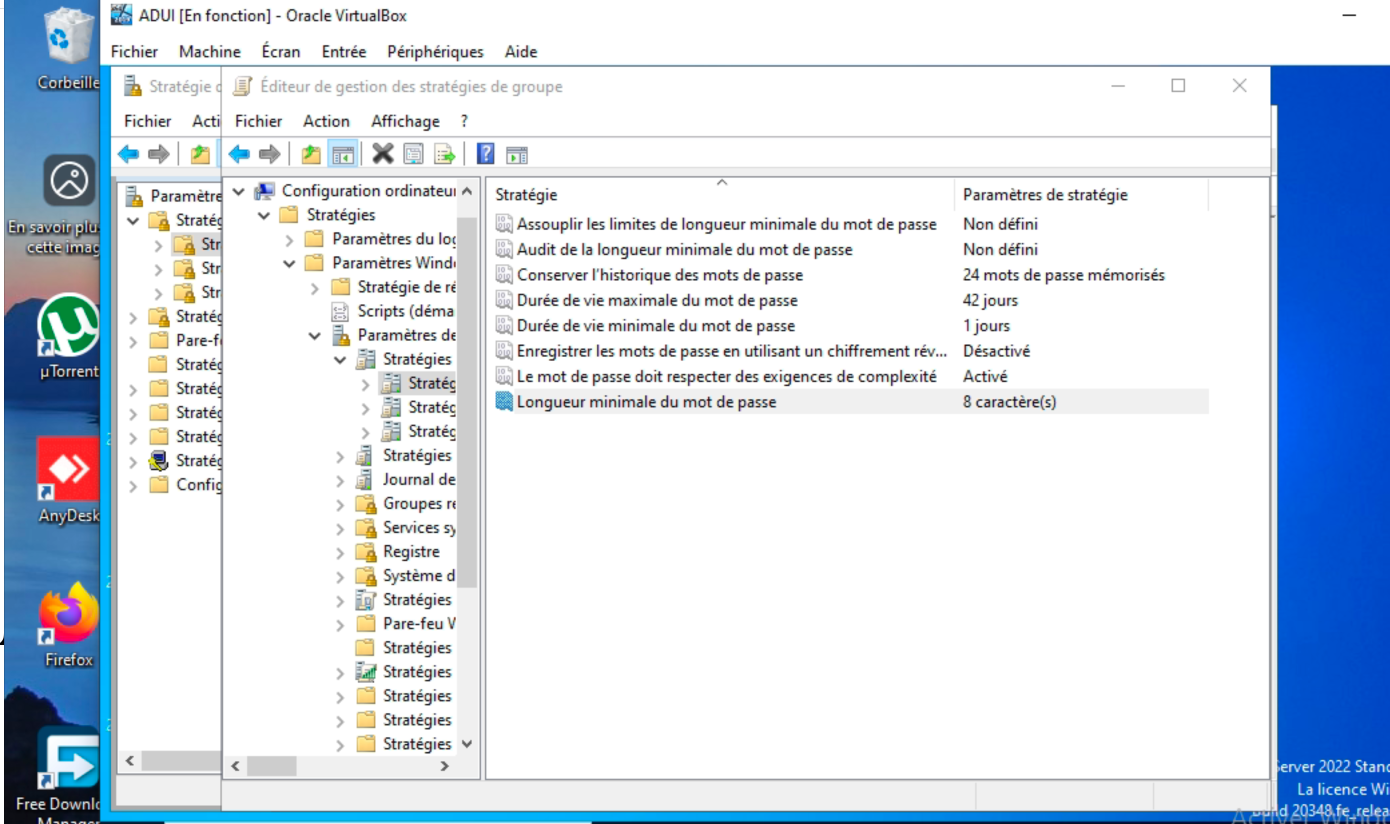 ADUI [En fonction] - Oracle VirtualBox
Fichier Machine Écran Entrée Périphériques Aide
Corbeille
Stratégie
Éditeur de gestion des stratégies de groupe
Fichier Acti
Fichier Action Affichage ?
En savoir plu
cette imag
µTorrent
AnyDesk
Firefox
Free Downlo
Manager
Paramètre
Stratég
Str
Str
Str
Stratég
Pare-f
Stratég
Stratég
Stratég
Stratég
Stratég
Config
Configuration ordinateu
Stratégies
Paramètres du log
Paramètres Wind
Stratégie de ré
Scripts (déma
Paramètres de
Stratégies
Stratég
Stratég
Stratég
Stratégies
Journal de
Groupes re
Services sy
Registre
Système d
Stratégies
Pare-feu W
Stratégies
Stratégies
Stratégies
Stratégies
Stratégies
Stratégie Paramètres de stratégie
Assouplir les limites de longueur minimale du mot de passe Non défini
Audit de la longueur minimale du mot de passe Non défini
Conserver l'historique des mots de passe 24 mots de passe mémorisés
Durée de vie maximale du mot de passe 42 jours
Durée de vie minimale du mot de passe 1 jours
Enregistrer les mots de passe en utilisant un chiffrement rév... Désactivé
Le mot de passe doit respecter des exigences de complexité Activé
Longueur minimale du mot de passe 8 caractère(s)
erver 2022 Stand
La licence Wi
Build 20348.fe_relea